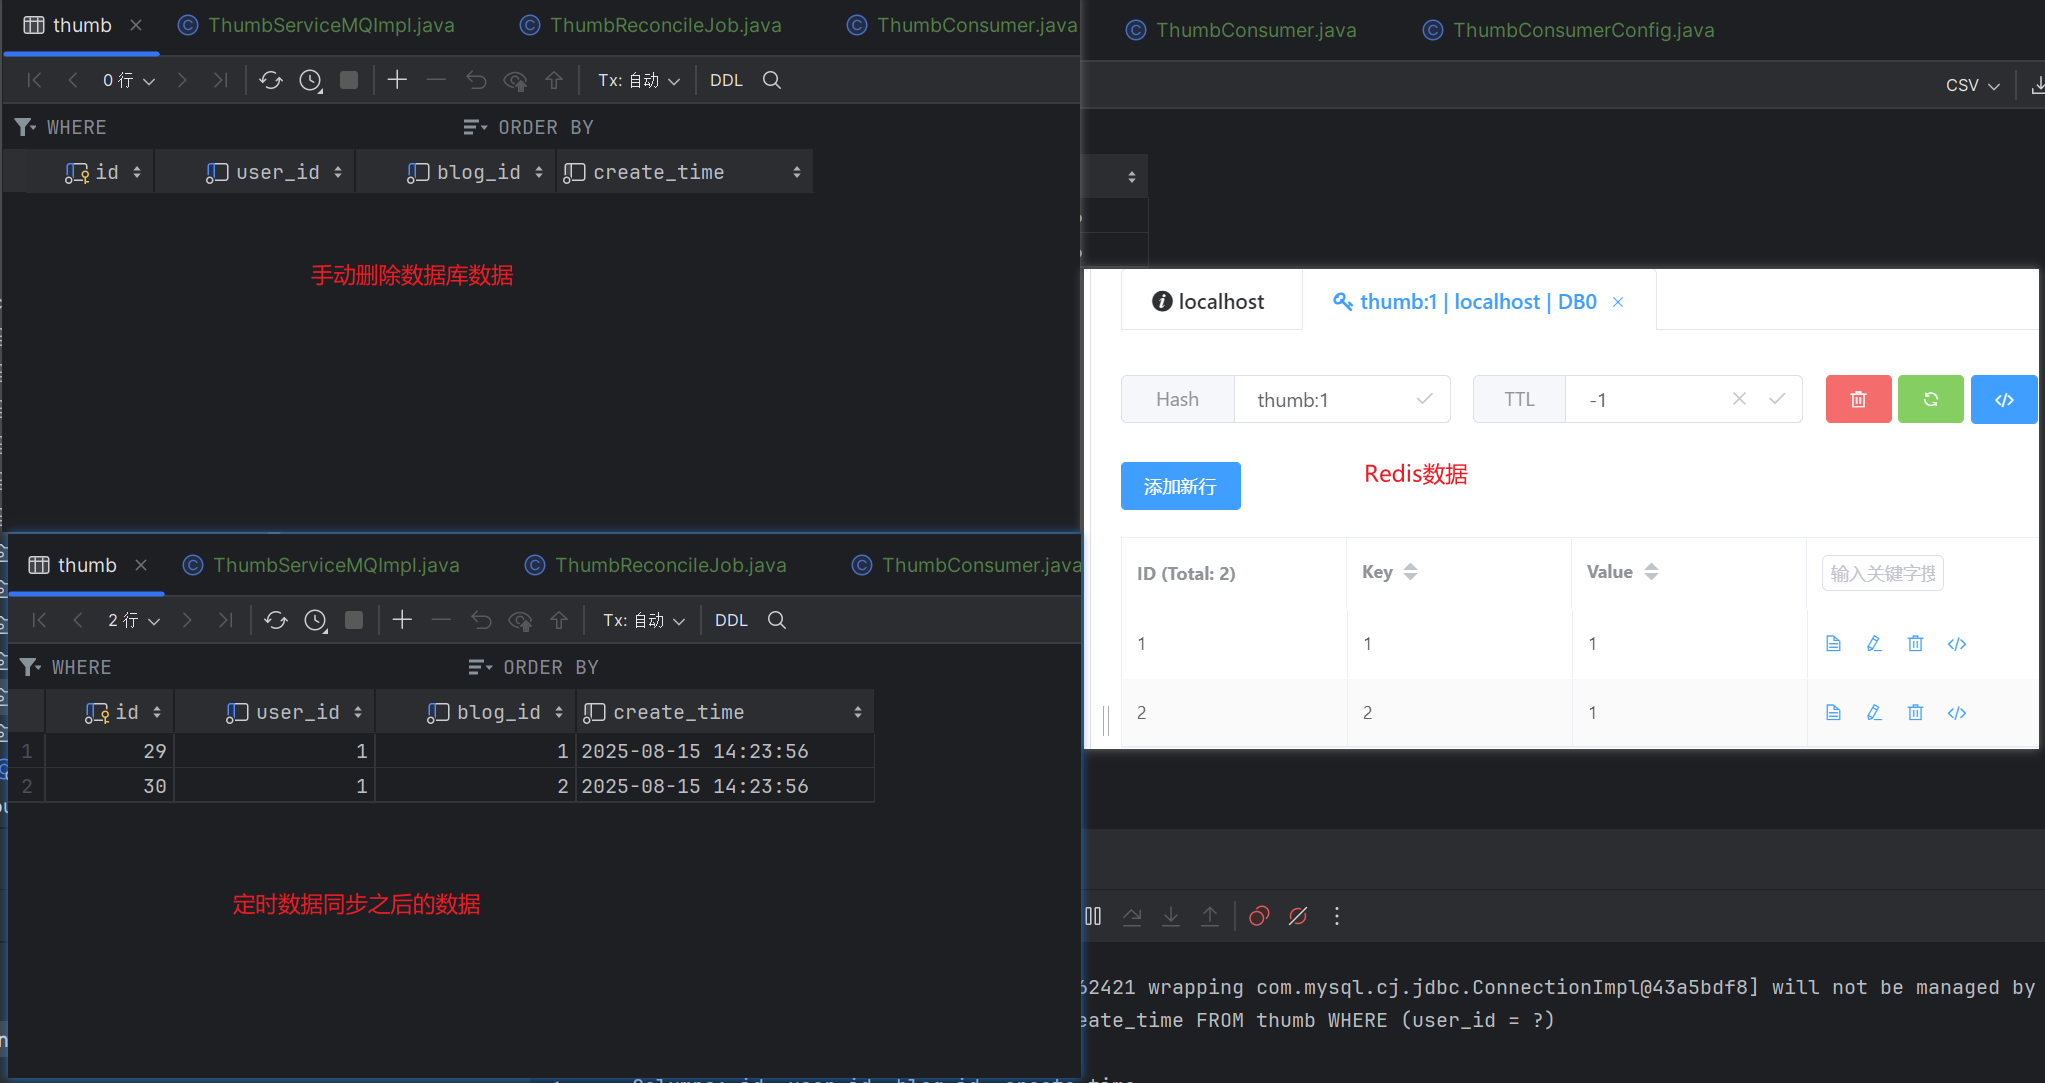 thumb
ThumbServiceMQImpl.java
ThumbReconcileJob.java
ThumbConsumer.java
0 行
Tx: 自动
DDL
WHERE
ORDER BY
id
user_id
blog_id
create_time
手动删除数据库数据
ThumbConsumer.java
ThumbConsumerConfig.java
CSV
localhost
thumb:1 | localhost | DB0
Hash
thumb:1
TTL
-1
添加新行
Redis数据
ID (Total: 2)
Key
Value
输入关键字搜
1 1 1
2 2 1
thumb
ThumbServiceMQImpl.java
ThumbReconcileJob.java
ThumbConsumer.java
2 行
Tx: 自动
DDL
WHERE
ORDER BY
id
user_id
blog_id
create_time
1 29 1 1 2025-08-15 14:23:56
2 30 1 2 2025-08-15 14:23:56
定时数据同步之后的数据
62421 wrapping com.mysql.cj.jdbc.ConnectionImpl@43a5bdf8] will not be managed by
eate_time FROM thumb WHERE (user_id = ?)